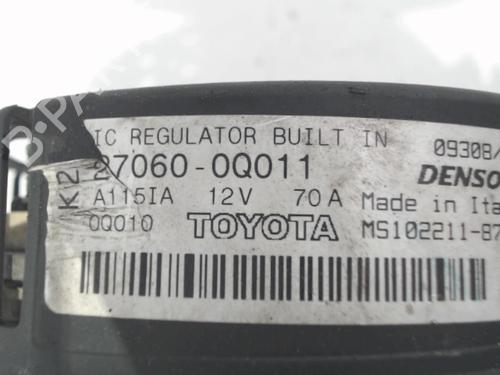 IC REGULATOR BUILT IN
09308/
27060-0Q011
DENSO
K2
A115IA 12V 70A
Made in Ita
0Q010 TOYOTA
MS102211-87
B-PARTS